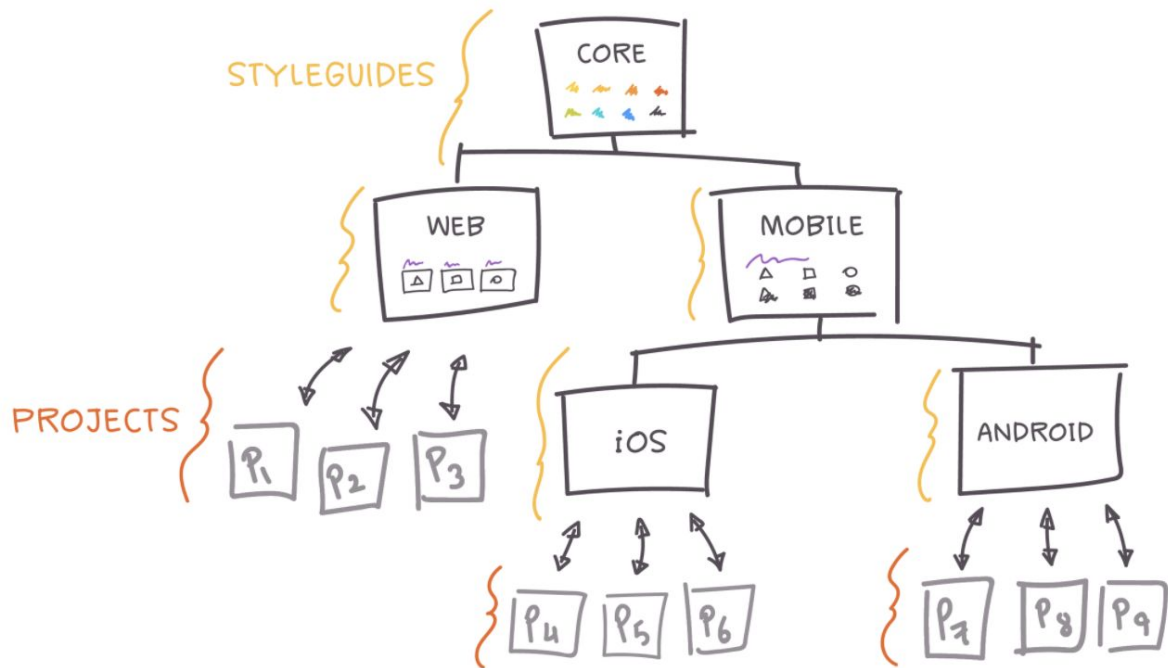 CORE
STYLEGUIDES
WEB
MOBILE
PROJECTS
P1
P2
P3
iOS
ANDROID
P4
P5
P6
P7
P8
P9